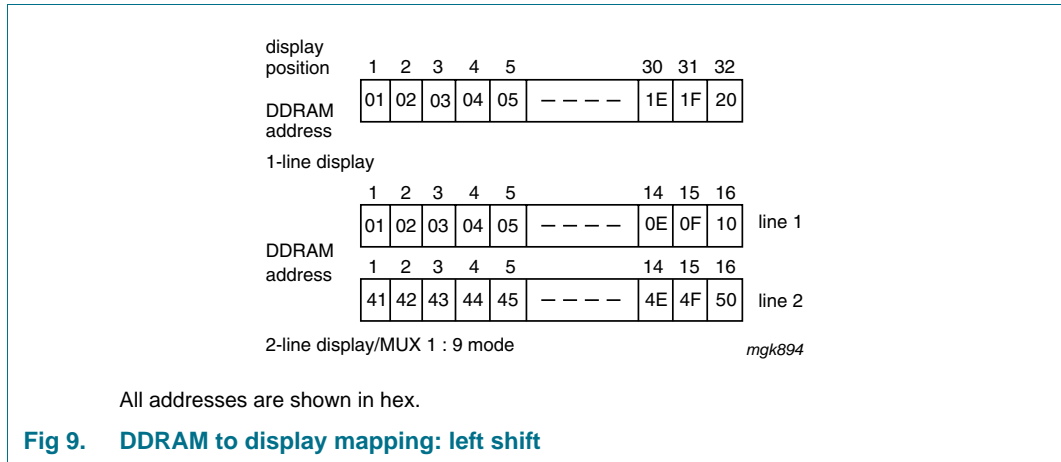 display
position 1 2 3 4 5 30 31 32
01 02 03 04 05 – – – – 1E 1F 20
DDRAM
address
1-line display
1 2 3 4 5 14 15 16
01 02 03 04 05 – – – – 0E 0F 10 line 1
DDRAM
address
1 2 3 4 5 14 15 16
41 42 43 44 45 – – – – 4E 4F 50 line 2
2-line display/MUX 1 : 9 mode
mgk894
All addresses are shown in hex.
Fig 9. DDRAM to display mapping: left shift